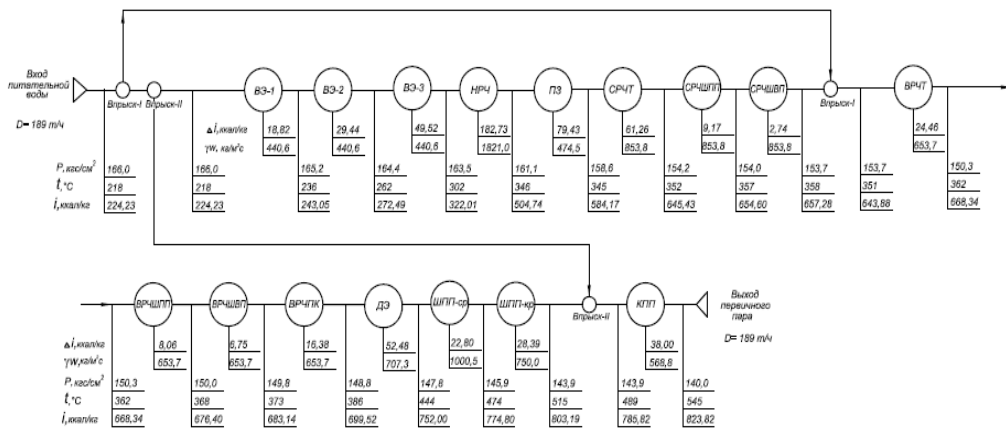 Вход питательной воды
D= 189 т/ч
Впрыск-I
Впрыск-II
ВЭ-1
ВЭ-2
ВЭ-3
НРЧ
ПЗ
СРЧТ
СРЧШПП
СРЧШВП
Впрыск-I
ВРЧТ
Δi, ккал/кг 18,82 29,44 49,52 182,73 79,43 61,26 9,17 2,74 24,46
γw, кг/м²с 440,6 440,6 440,6 1821,0 474,5 853,8 853,8 853,8 653,7
P, кгс/см² 166,0 166,0 165,2 164,4 163,5 161,1 158,6 154,2 154,0 153,7 153,7 150,3
t,°C 218 218 236 262 302 346 345 352 357 358 351 362
i, ккал/кг 224,23 224,23 243,05 272,49 322,01 504,74 584,17 645,43 654,60 657,28 643,88 668,34
ВРЧШПП
ВРЧШВП
ВРЧПК
ДЭ
ШПП-ср
ШПП-кр
Впрыск-II
КПП
Выход первичного пара
D= 189 т/ч
Δi, ккал/кг 8,06 6,75 16,38 52,48 22,80 28,39 38,00
γw, кг/м²с 653,7 653,7 653,7 707,3 1000,5 750,0 568,8
P, кгс/см² 150,3 150,0 149,8 148,8 147,8 145,9 143,9 143,9 140,0
t,°C 362 368 373 386 444 474 515 489 545
i, ккал/кг 668,34 676,40 683,14 699,52 752,00 774,80 803,19 785,82 823,82